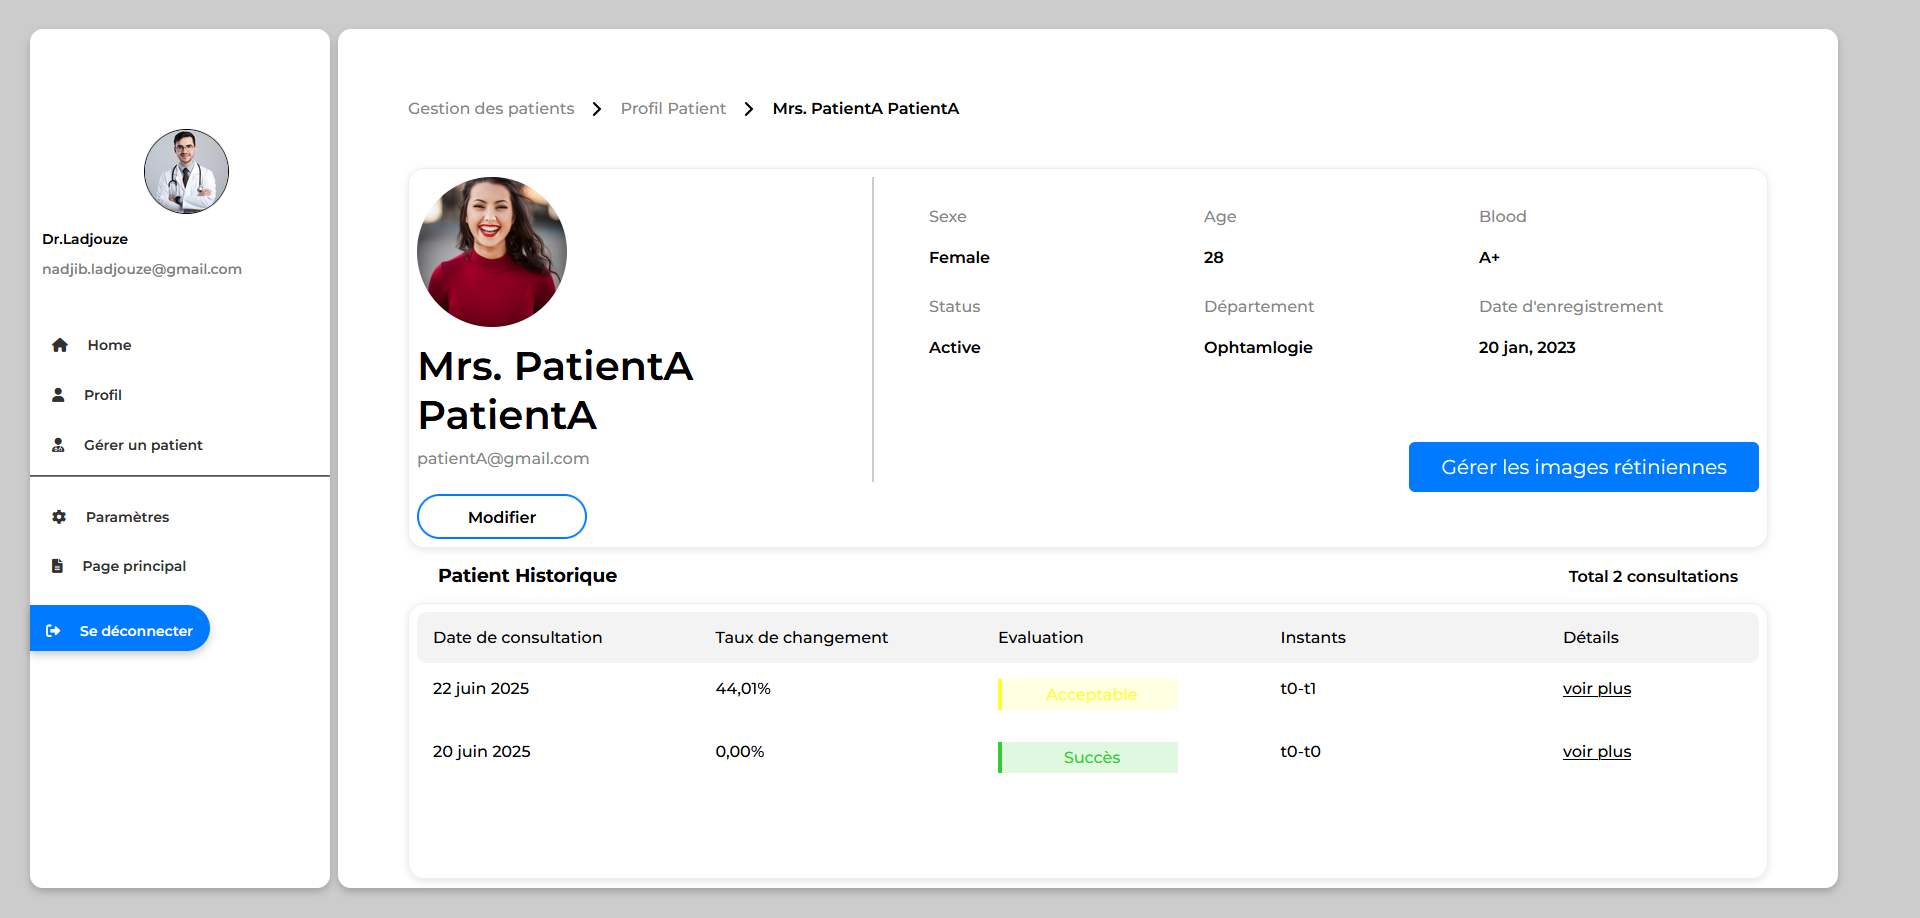 Dr.Ladjouze
nadjib.ladjouze@gmail.com
Home
Profil
Gérer un patient
Paramètres
Page principal
Se déconnecter
Gestion des patients > Profil Patient > Mrs. PatientA PatientA
Mrs. PatientA
PatientA
patientA@gmail.com
Modifier
Sexe Age Blood
Female 28 A+
Status Département Date d'enregistrement
Active Ophtamlogie 20 jan, 2023
Gérer les images rétiniennes
Patient Historique Total 2 consultations
Date de consultation Taux de changement Evaluation Instants Détails
22 juin 2025 44,01% Acceptable t0-t1 voir plus
20 juin 2025 0,00% Succès t0-t0 voir plus